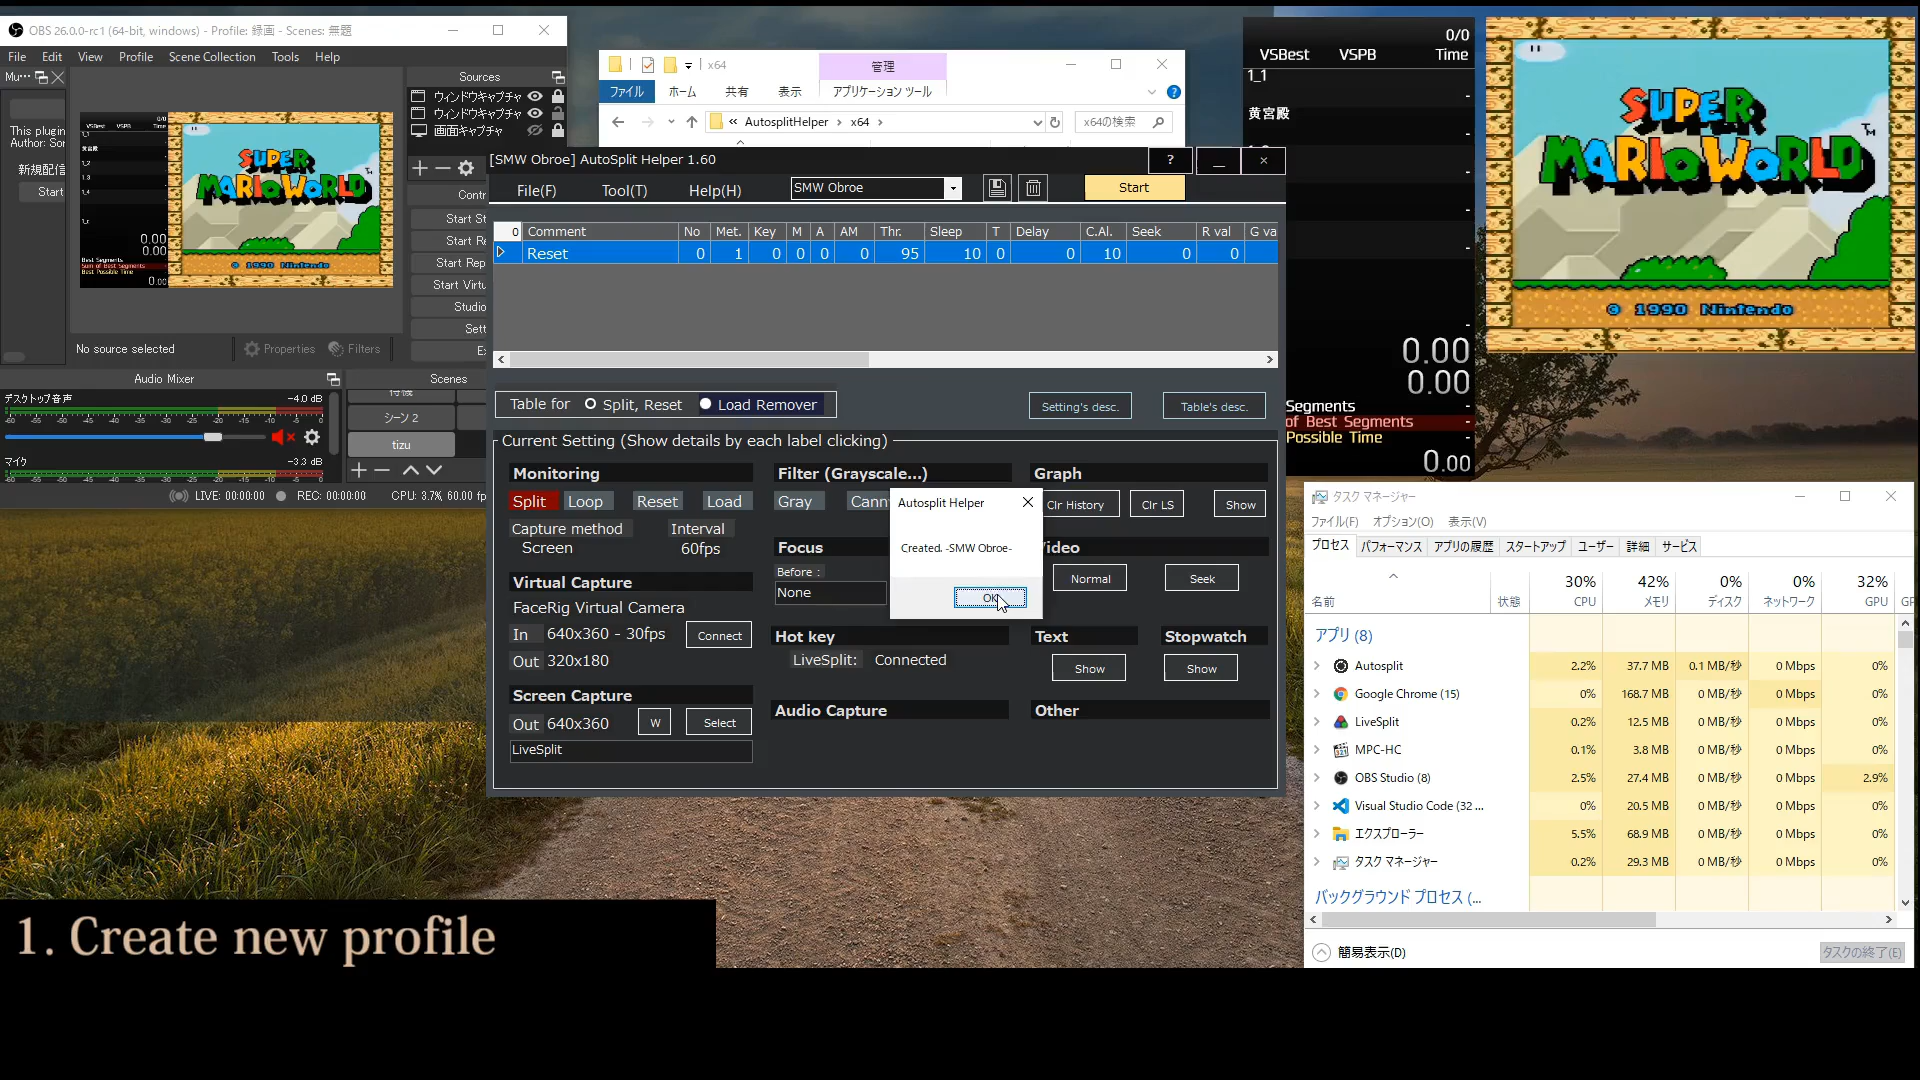 OBS 26.0.0-rc1 (64-bit, windows) - Profile: 録画 - Scenes: 無題
File Edit View Profile Scene Collection Tools Help
Mu…
This plugin
Author: Sor
新規配信
Start
Sources
ウィンドウキャプチャ
ウィンドウキャプチャ
画面キャプチャ
Contr
Start St
Start Re
Start Rep
Start Virtu
Studio
Sett
E
No source selected
Properties
Filters
Audio Mixer
デスクトップ音声
-4.0 dB
マイク
-3.3 dB
Scenes
待機
シーン 2
tizu
LIVE: 00:00:00
REC: 00:00:00
CPU: 3.7%, 60.00 fp
x64
管理
ファイル ホーム 共有 表示 アプリケーション ツール
« AutosplitHelper › x64 ›
x64の検索
[SMW Obroe] AutoSplit Helper 1.60
File(F) Tool(T) Help(H)
SMW Obroe
Start
0 Comment No Met. Key M A AM Thr. Sleep T Delay C.Al. Seek R val G va
Reset 0 1 0 0 0 0 95 10 0 0 10 0 0
Table for Split, Reset Load Remover
Setting's desc.
Table's desc.
Current Setting (Show details by each label clicking)
Monitoring
Split Loop Reset Load
Capture method Interval
Screen 60fps
Virtual Capture
FaceRig Virtual Camera
In 640x360 - 30fps Connect
Out 320x180
Screen Capture
Out 640x360 W Select
LiveSplit
Filter (Grayscale...)
Gray Cann
Focus
Before :
None
Hot key
LiveSplit: Connected
Audio Capture
Graph
Clr History Clr LS Show
Video
Normal Seek
Text
Show
Stopwatch
Show
Other
Autosplit Helper
Created. -SMW Obroe-
OK
0/0
VSBest VSPB Time
1_1
-
黄宮殿
-
-
-
-
0.00
0.00
Segments -
of Best Segments -
Possible Time -
0.00
SUPER
MARIO WORLD
TM
© 1990 Nintendo
タスク マネージャー
ファイル(F) オプション(O) 表示(V)
プロセス パフォーマンス アプリの履歴 スタートアップ ユーザー 詳細 サービス
30% 42% 0% 0% 32%
名前 状態 CPU メモリ ディスク ネットワーク GPU GF
アプリ (8)
Autosplit 2.2% 37.7 MB 0.1 MB/秒 0 Mbps 0%
Google Chrome (15) 0% 168.7 MB 0 MB/秒 0 Mbps 0%
LiveSplit 0.2% 12.5 MB 0 MB/秒 0 Mbps 0%
MPC-HC 0.1% 3.8 MB 0 MB/秒 0 Mbps 0%
OBS Studio (8) 2.5% 27.4 MB 0 MB/秒 0 Mbps 2.9%
Visual Studio Code (32 ... 0% 20.5 MB 0 MB/秒 0 Mbps 0%
エクスプローラー 5.5% 68.9 MB 0 MB/秒 0 Mbps 0%
タスク マネージャー 0.2% 29.3 MB 0 MB/秒 0 Mbps 0%
バックグラウンド プロセス (...
簡易表示(D)
タスクの終了(E)
1. Create new profile